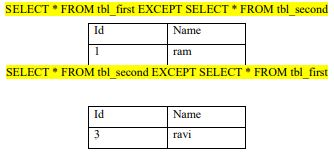 SELECT * FROM tbl_first EXCEPT SELECT * FROM tbl_second
Id Name
1 ram
SELECT * FROM tbl_second EXCEPT SELECT * FROM tbl_first
Id Name
3 ravi